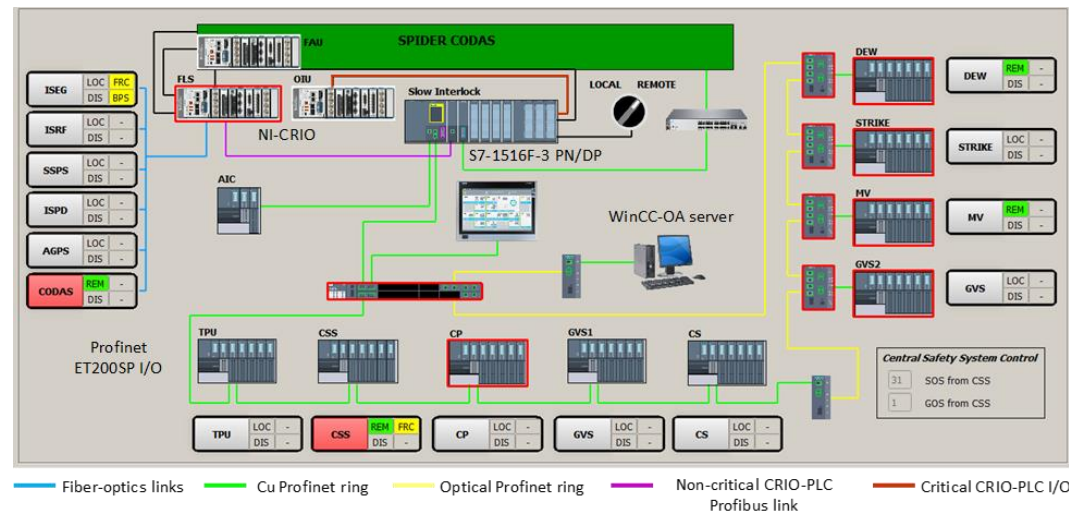 SPIDER CODAS
FAU
FLS
OIU
NI-CRIO
Slow Interlock
S7-1516F-3 PN/DP
LOCAL REMOTE
ISEG LOC FRC
DIS BPS
ISRF LOC -
DIS -
SSPS LOC -
DIS -
ISPD LOC -
DIS -
AGPS LOC -
DIS -
CODAS REM -
DIS -
AIC
WinCC-OA server
DEW
DEW REM -
DIS -
STRIKE
STRIKE LOC -
DIS -
MV
MV REM -
DIS -
GVS2
GVS LOC -
DIS -
Profinet
ET200SP I/O
TPU
CSS
CP
GVS1
CS
TPU LOC -
DIS -
CSS REM FRC
DIS -
CP LOC -
DIS -
GVS LOC -
DIS -
CS LOC -
DIS -
Central Safety System Control
31 SOS from CSS
1 GOS from CSS
Fiber-optics links
Cu Profinet ring
Optical Profinet ring
Non-critical CRIO-PLC
Profibus link
Critical CRIO-PLC I/O